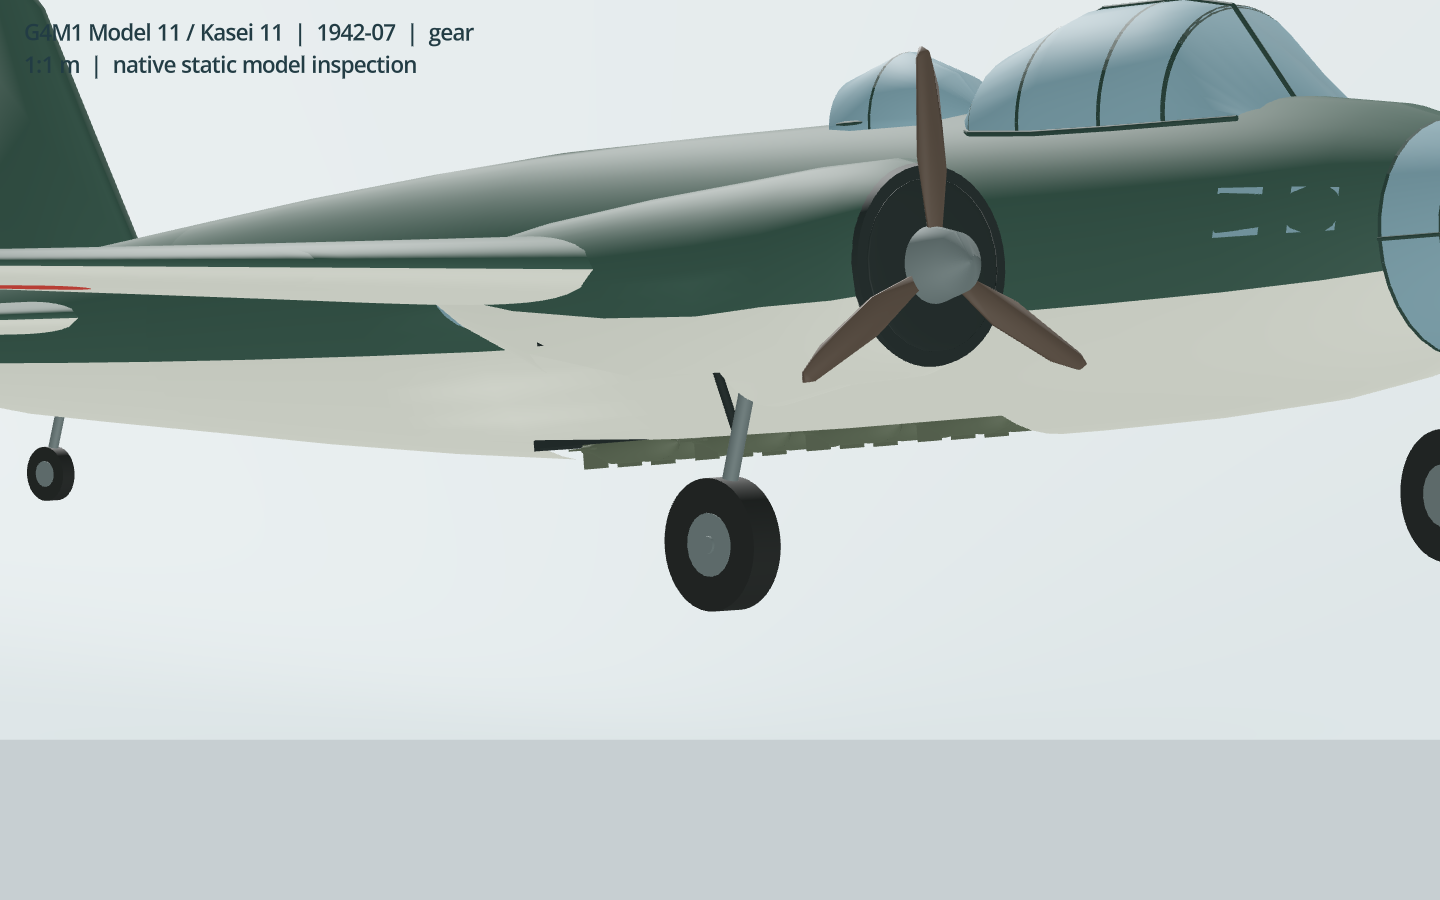 G4M1 Model 11 / Kasei 11 | 1942-07 | gear
1:1 m | native static model inspection